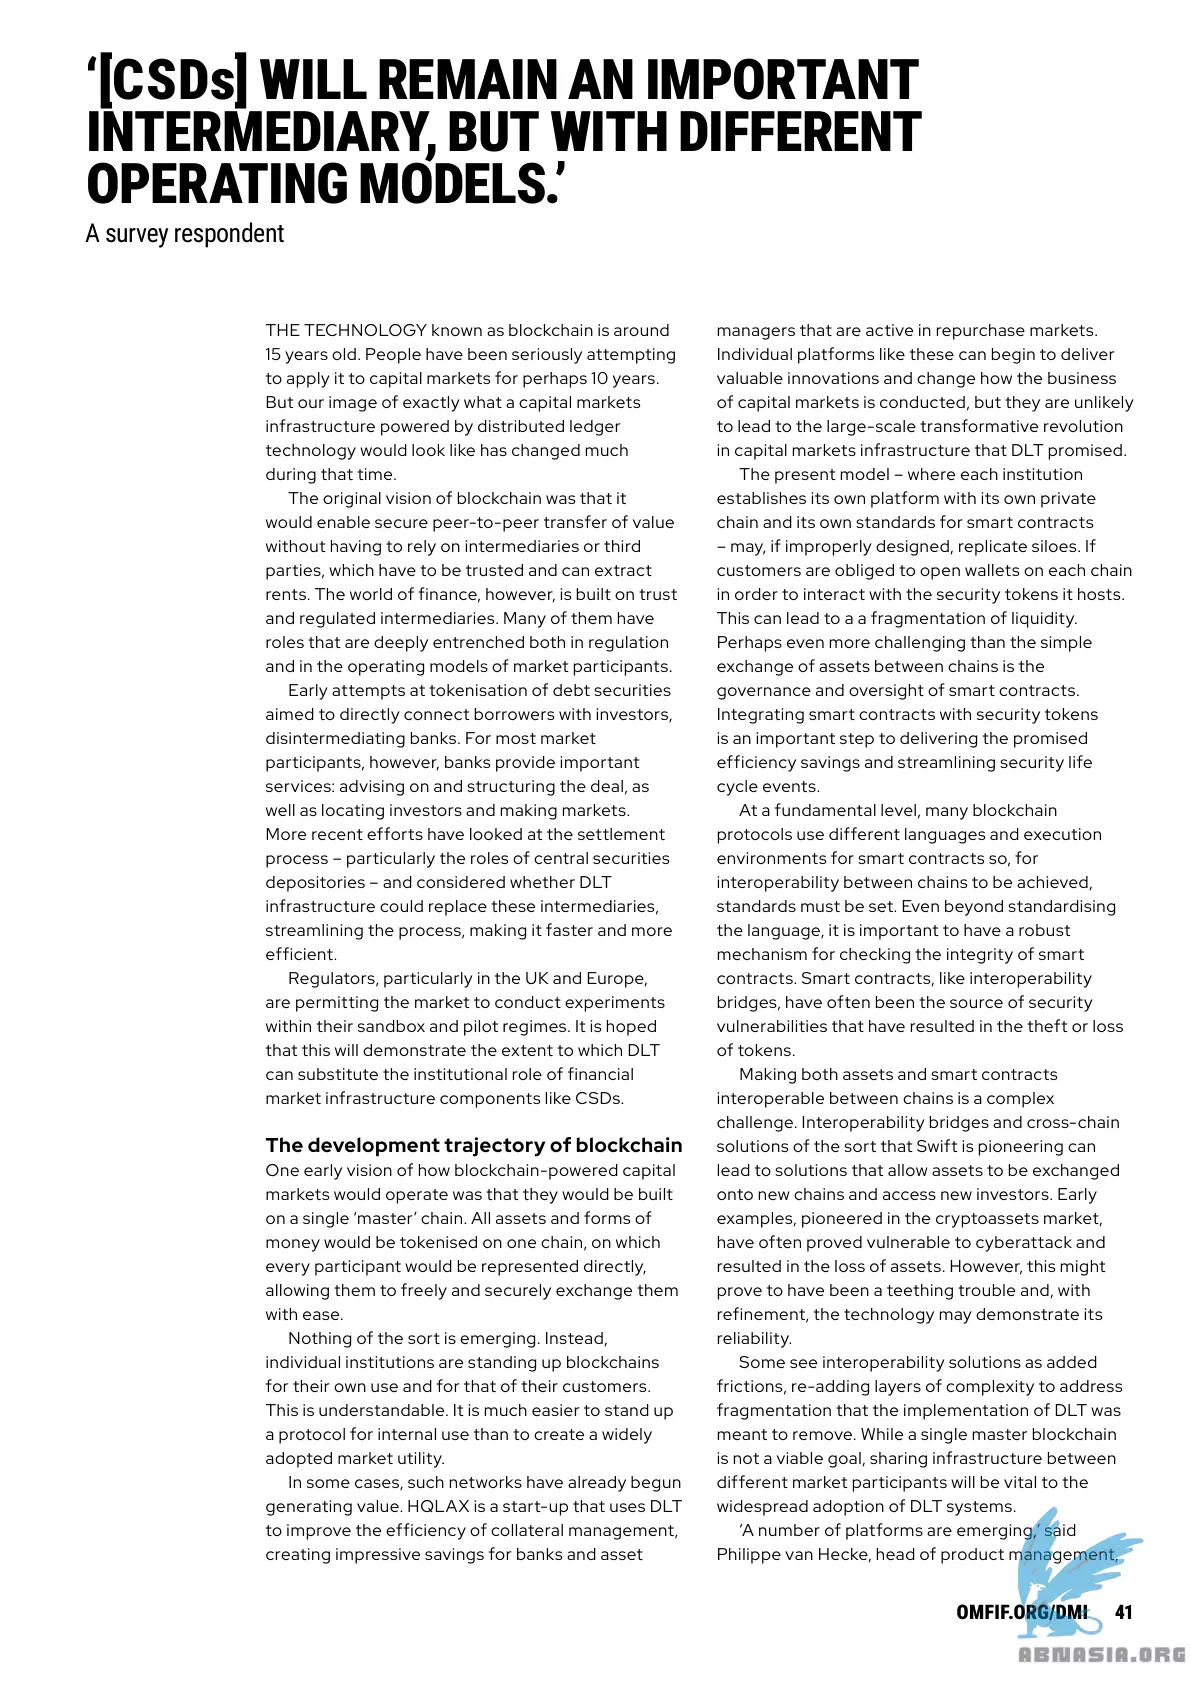 ‘[CSDs] WILL REMAIN AN IMPORTANT
INTERMEDIARY, BUT WITH DIFFERENT
OPERATING MODELS.’
A survey respondent
THE TECHNOLOGY known as blockchain is around
15 years old. People have been seriously attempting
to apply it to capital markets for perhaps 10 years.
But our image of exactly what a capital markets
infrastructure powered by distributed ledger
technology would look like has changed much
during that time.
The original vision of blockchain was that it
would enable secure peer-to-peer transfer of value
without having to rely on intermediaries or third
parties, which have to be trusted and can extract
rents. The world of finance, however, is built on trust
and regulated intermediaries. Many of them have
roles that are deeply entrenched both in regulation
and in the operating models of market participants.
Early attempts at tokenisation of debt securities
aimed to directly connect borrowers with investors,
disintermediating banks. For most market
participants, however, banks provide important
services: advising on and structuring the deal, as
well as locating investors and making markets.
More recent efforts have looked at the settlement
process – particularly the roles of central securities
depositories – and considered whether DLT
infrastructure could replace these intermediaries,
streamlining the process, making it faster and more
efficient.
Regulators, particularly in the UK and Europe,
are permitting the market to conduct experiments
within their sandbox and pilot regimes. It is hoped
that this will demonstrate the extent to which DLT
can substitute the institutional role of financial
market infrastructure components like CSDs.
The development trajectory of blockchain
One early vision of how blockchain-powered capital
markets would operate was that they would be built
on a single ‘master’ chain. All assets and forms of
money would be tokenised on one chain, on which
every participant would be represented directly,
allowing them to freely and securely exchange them
with ease.
Nothing of the sort is emerging. Instead,
individual institutions are standing up blockchains
for their own use and for that of their customers.
This is understandable. It is much easier to stand up
a protocol for internal use than to create a widely
adopted market utility.
In some cases, such networks have already begun
generating value. HQLAX is a start-up that uses DLT
to improve the efficiency of collateral management,
creating impressive savings for banks and asset
managers that are active in repurchase markets.
Individual platforms like these can begin to deliver
valuable innovations and change how the business
of capital markets is conducted, but they are unlikely
to lead to the large-scale transformative revolution
in capital markets infrastructure that DLT promised.
The present model – where each institution
establishes its own platform with its own private
chain and its own standards for smart contracts
– may, if improperly designed, replicate siloes. If
customers are obliged to open wallets on each chain
in order to interact with the security tokens it hosts.
This can lead to a a fragmentation of liquidity.
Perhaps even more challenging than the simple
exchange of assets between chains is the
governance and oversight of smart contracts.
Integrating smart contracts with security tokens
is an important step to delivering the promised
efficiency savings and streamlining security life
cycle events.
At a fundamental level, many blockchain
protocols use different languages and execution
environments for smart contracts so, for
interoperability between chains to be achieved,
standards must be set. Even beyond standardising
the language, it is important to have a robust
mechanism for checking the integrity of smart
contracts. Smart contracts, like interoperability
bridges, have often been the source of security
vulnerabilities that have resulted in the theft or loss
of tokens.
Making both assets and smart contracts
interoperable between chains is a complex
challenge. Interoperability bridges and cross-chain
solutions of the sort that Swift is pioneering can
lead to solutions that allow assets to be exchanged
onto new chains and access new investors. Early
examples, pioneered in the cryptoassets market,
have often proved vulnerable to cyberattack and
resulted in the loss of assets. However, this might
prove to have been a teething trouble and, with
refinement, the technology may demonstrate its
reliability.
Some see interoperability solutions as added
frictions, re-adding layers of complexity to address
fragmentation that the implementation of DLT was
meant to remove. While a single master blockchain
is not a viable goal, sharing infrastructure between
different market participants will be vital to the
widespread adoption of DLT systems.
‘A number of platforms are emerging,’ said
Philippe van Hecke, head of product management,
OMFIF.ORG/DMI 41
ABNASIA.ORG